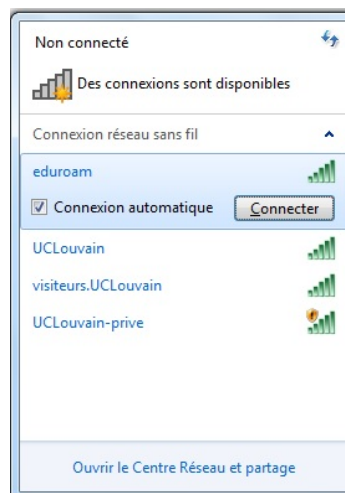 Non connecté
Des connexions sont disponibles
Connexion réseau sans fil
eduroam
Connexion automatique
Connecter
UCLouvain
visiteurs.UCLouvain
UCLouvain-prive
Ouvrir le Centre Réseau et partage